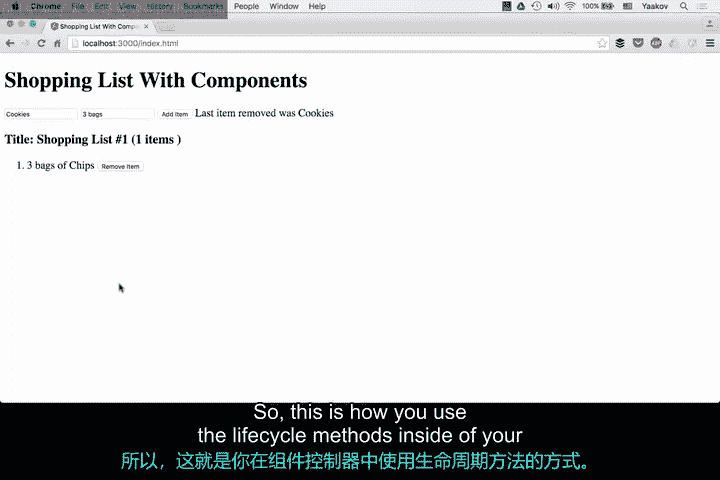 Chrome File Edit View History Bookmarks People Window Help 100% Yaakov
Shopping List With Compone
localhost:3000/index.html
Shopping List With Components
Cookies 3 bags Add Item Last item removed was Cookies
Title: Shopping List #1 (1 items )
1. 3 bags of Chips Remove Item
So, this is how you use
the lifecycle methods inside of your
所以，这就是你在组件控制器中使用生命周期方法的方式。